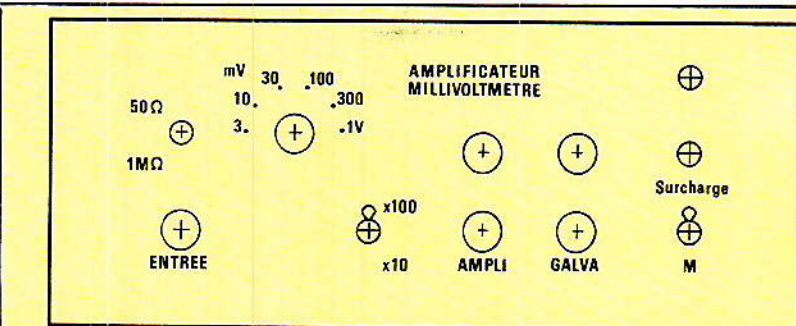 mV
30 .100
10. .300
3. .1V
50Ω
1MΩ
AMPLIFICATEUR
MILLIVOLTMETRE
Surcharge
x100
x10
ENTREE
AMPLI
GALVA
M